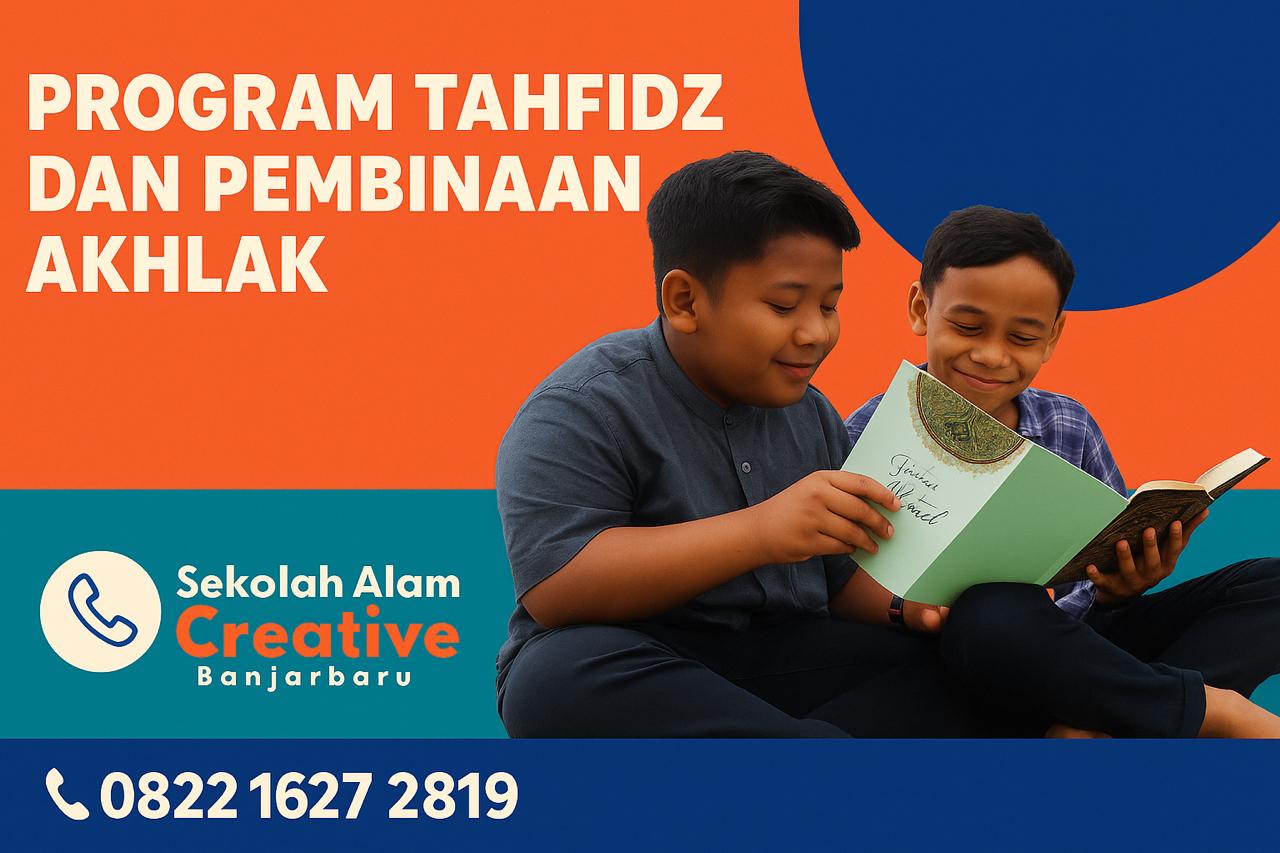 PROGRAM TAHFIDZ
DAN PEMBINAAN
AKHLAK
Sekolah Alam
Creative
Banjarbaru
0822 1627 2819